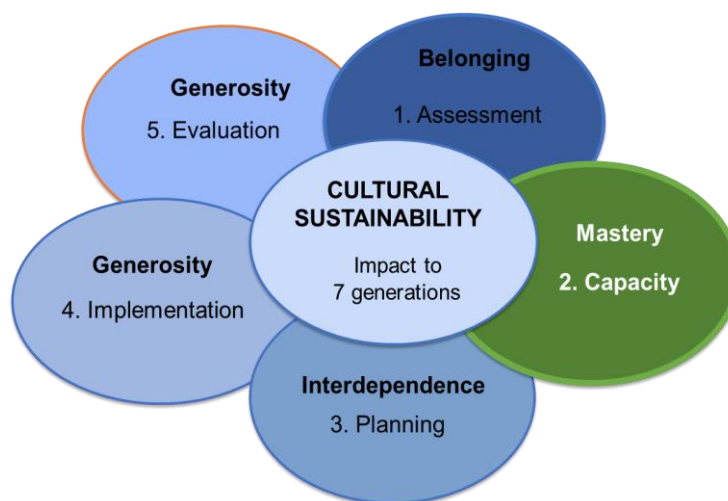 Belonging
1. Assessment
Mastery
2. Capacity
Interdependence
3. Planning
Generosity
4. Implementation
Generosity
5. Evaluation
CULTURAL
SUSTAINABILITY
Impact to
7 generations